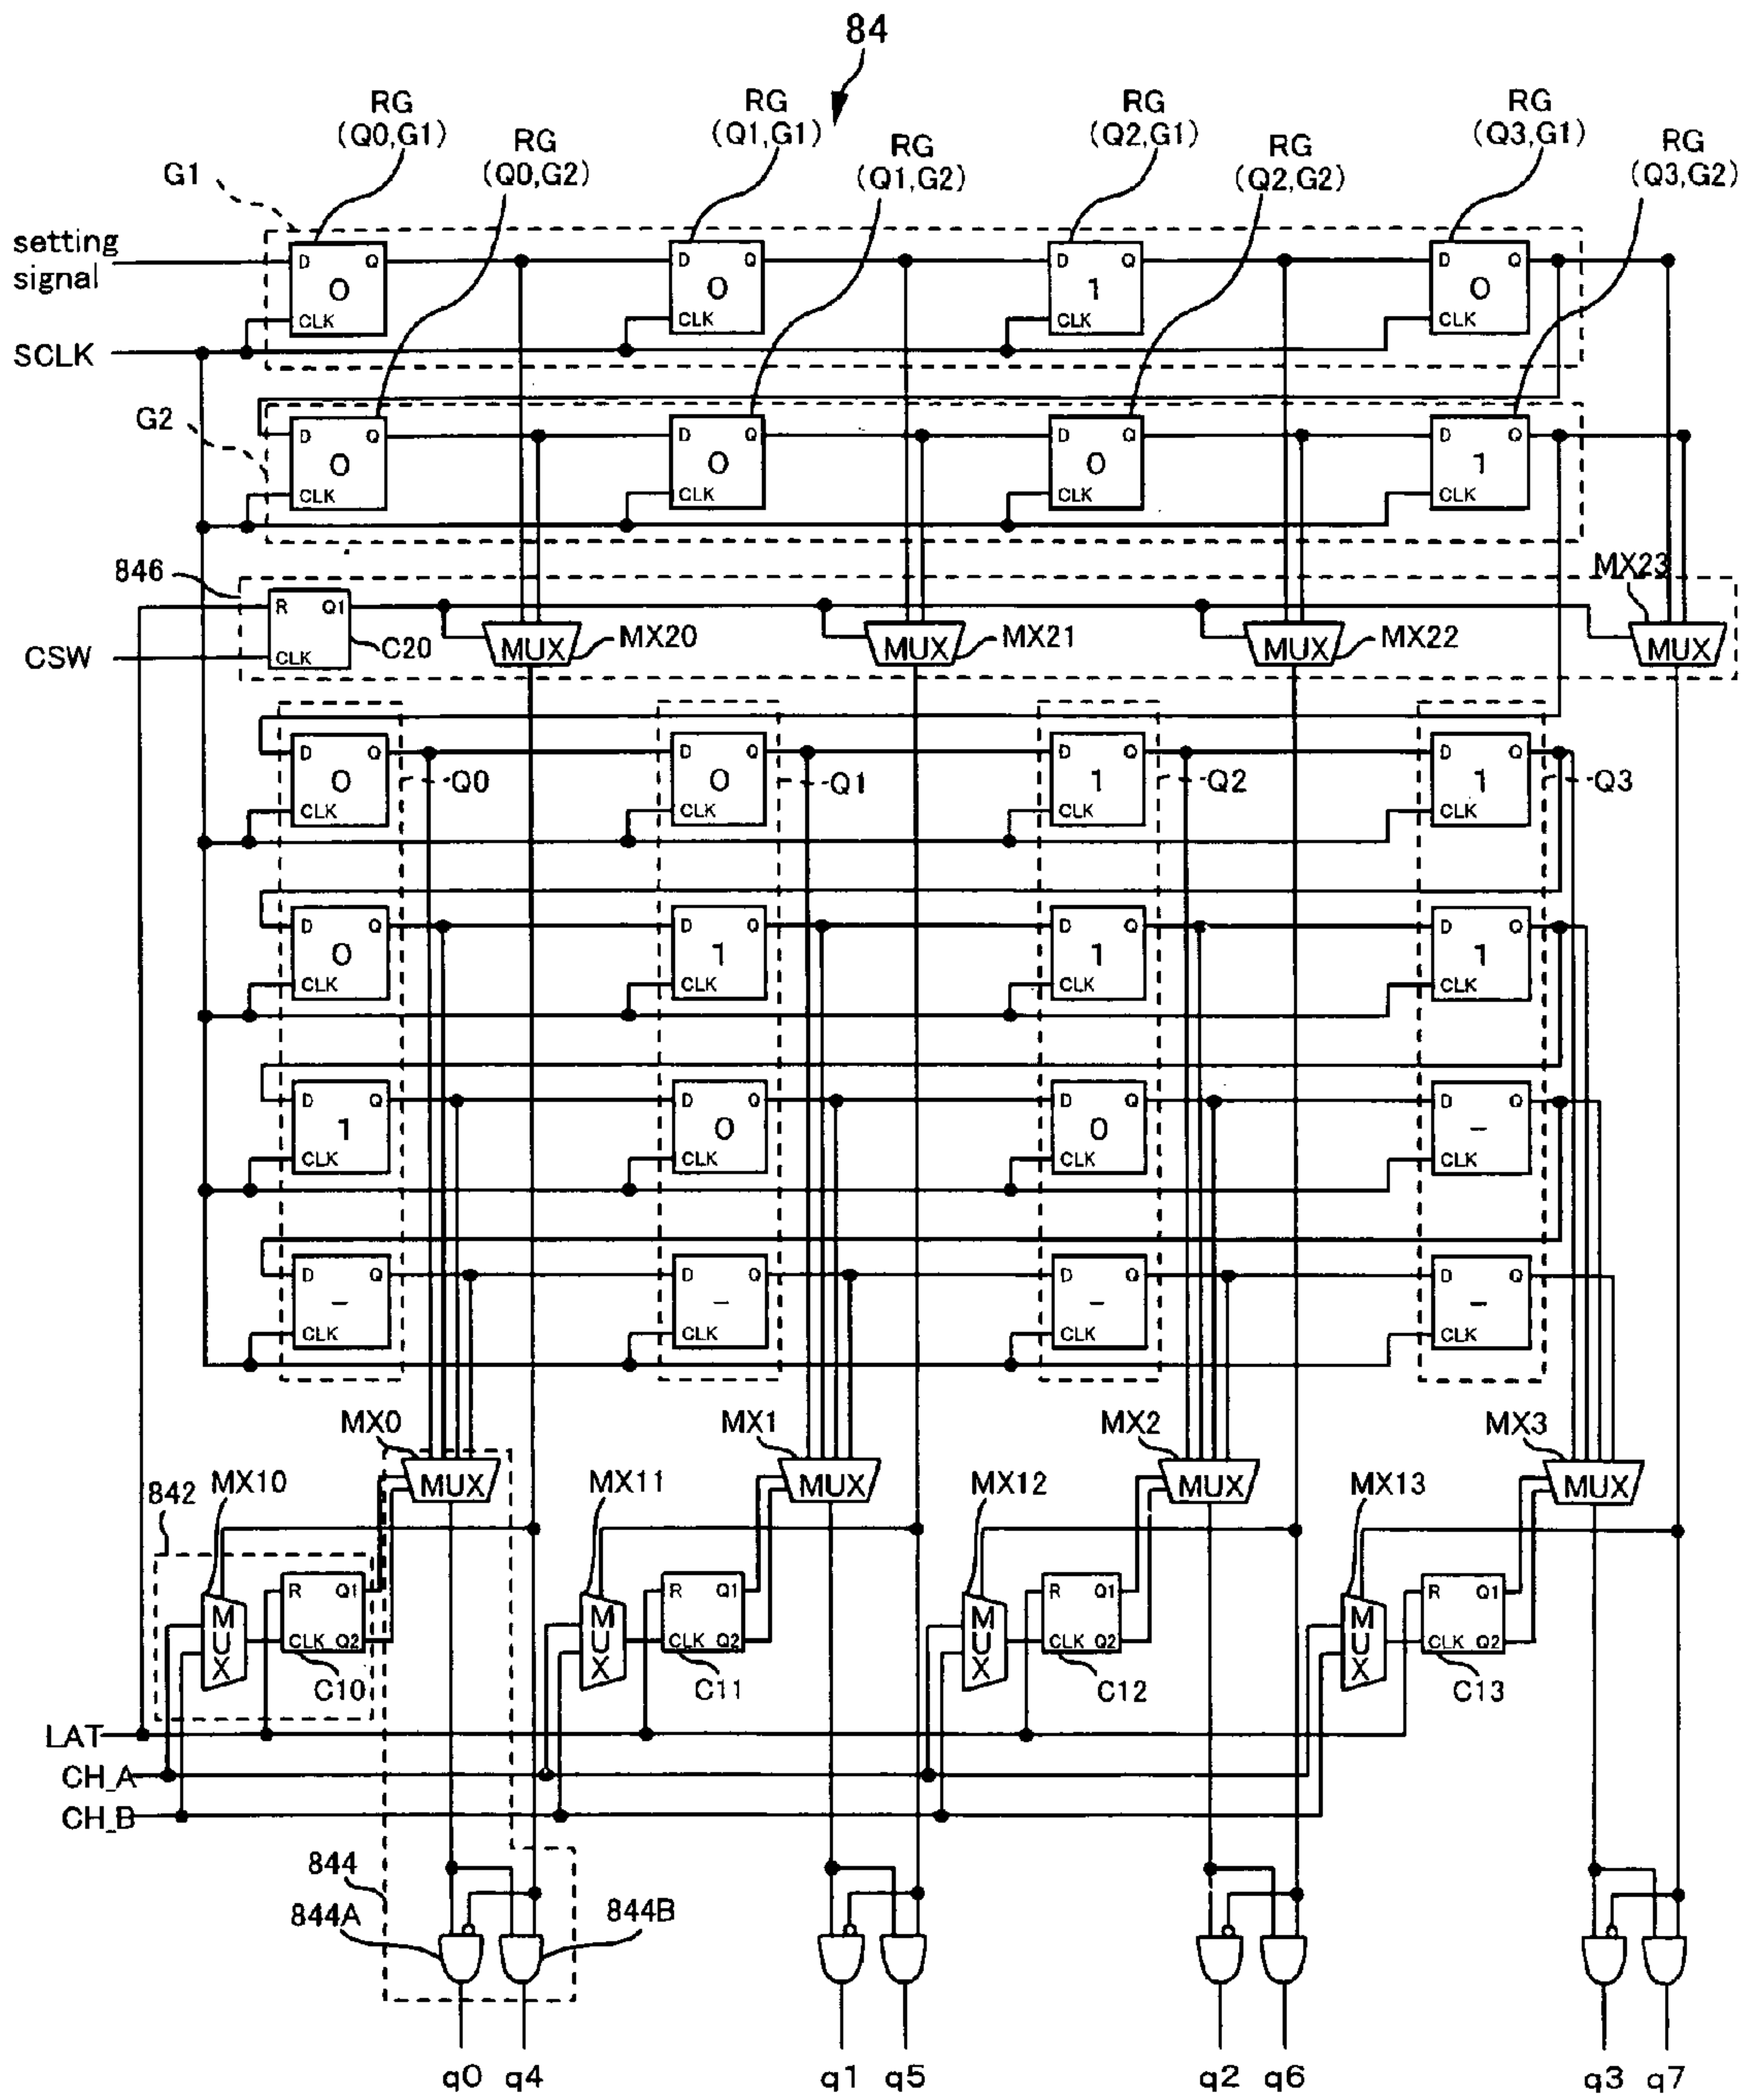 84
RG RG RG RG
(Q0,G1) (Q1,G1) (Q2,G1) (Q3,G1)
RG RG RG RG
(Q0,G2) (Q1,G2) (Q2,G2) (Q3,G2)
G1
setting
signal
D Q D Q D Q D Q
0 0 1 0
CLK CLK CLK CLK
SCLK
G2
D Q D Q D Q D Q
0 0 0 1
CLK CLK CLK CLK
846
MX23
R Q1
CSW
CLK
C20
MUX MX20 MUX MX21 MUX MX22 MUX
D Q D Q D Q D Q
0 Q0 0 Q1 1 Q2 1 Q3
CLK CLK CLK CLK
D Q D Q D Q D Q
0 1 1 1
CLK CLK CLK CLK
D Q D Q D Q D Q
1 0 0 –
CLK CLK CLK CLK
D Q D Q D Q D Q
– – – –
CLK CLK CLK CLK
MX0 MX1 MX2 MX3
MUX MUX MUX MUX
842 MX10 MX11 MX12 MX13
R Q1 R Q1 R Q1 R Q1
MUX MUX MUX MUX
CLK Q2 CLK Q2 CLK Q2 CLK Q2
C10 C11 C12 C13
LAT
CH_A
CH_B
844
844A 844B
q0 q4 q1 q5 q2 q6 q3 q7